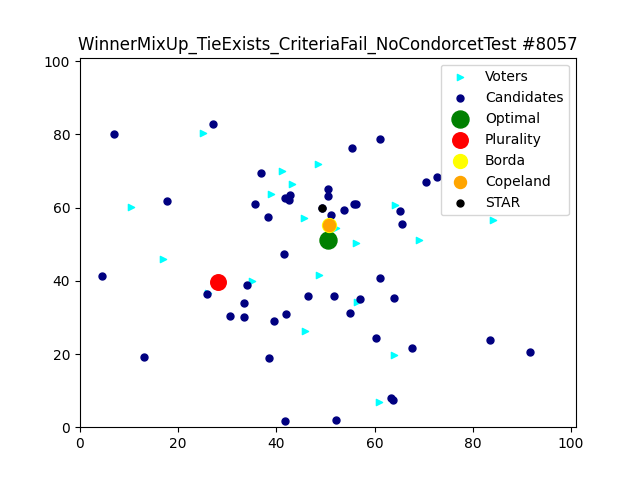 WinnerMixUp_TieExists_CriteriaFail_NoCondorcetTest #8057
100
80
60
40
20
0
0 20 40 60 80 100
Voters
Candidates
Optimal
Plurality
Borda
Copeland
STAR